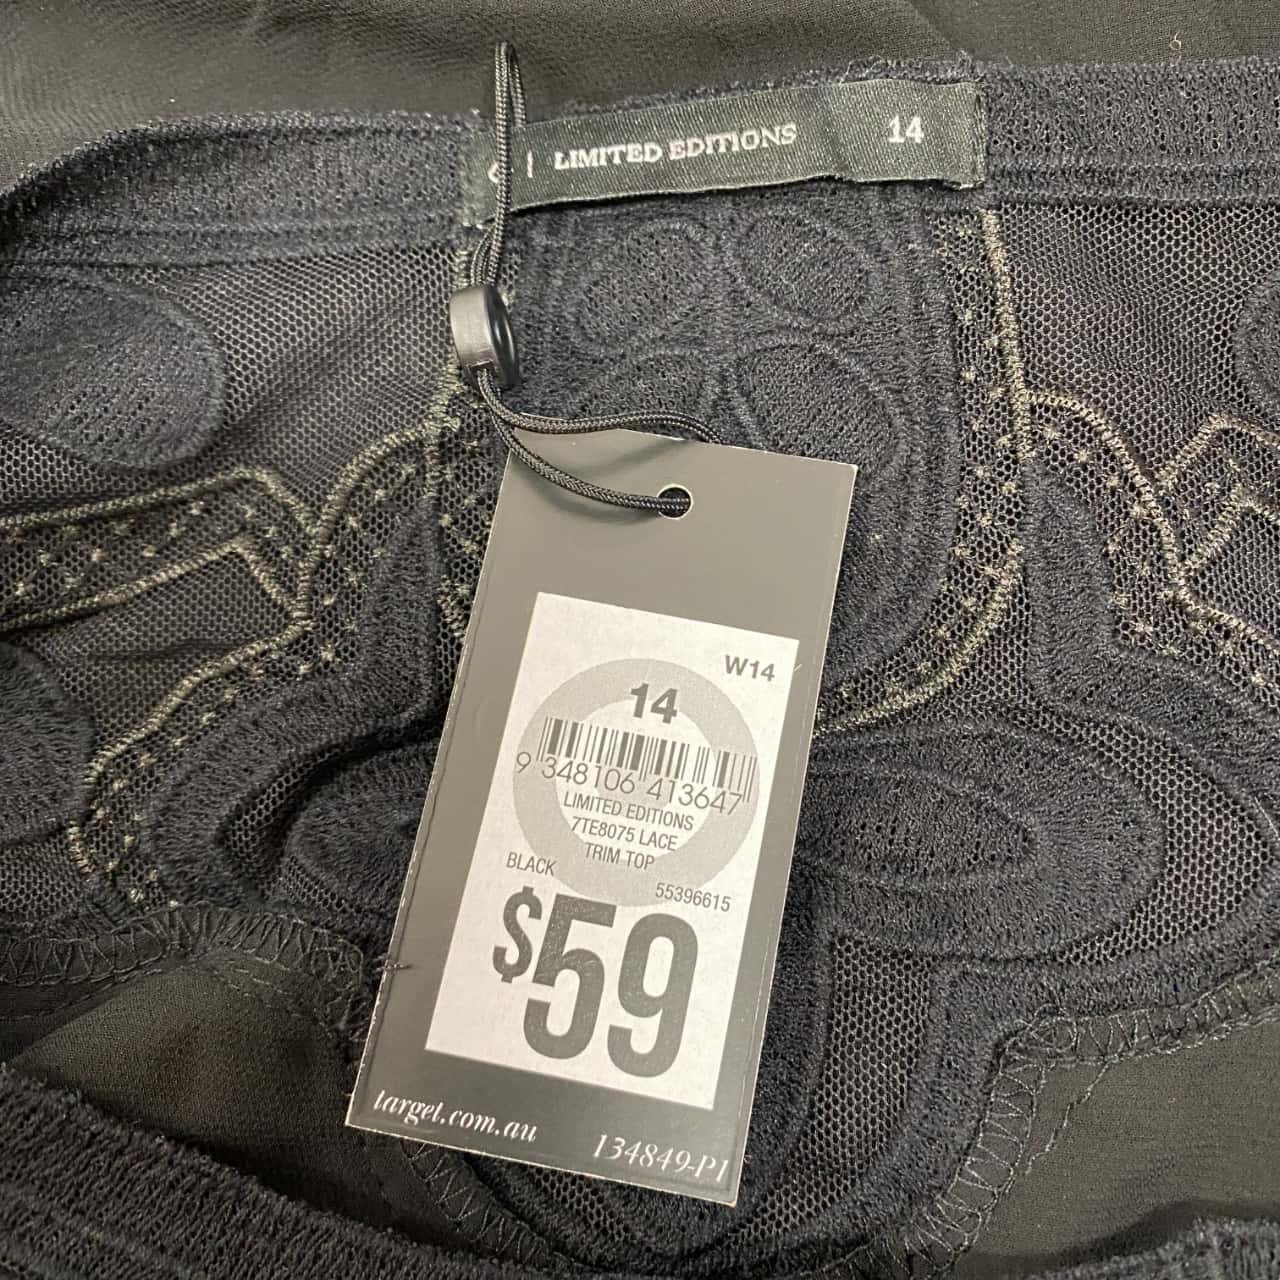 | LIMITED EDITIONS 14
W14
14
9 348106 413647
LIMITED EDITIONS
7TE8075 LACE
TRIM TOP
BLACK
55396615
$59
target.com.au
134849-P1